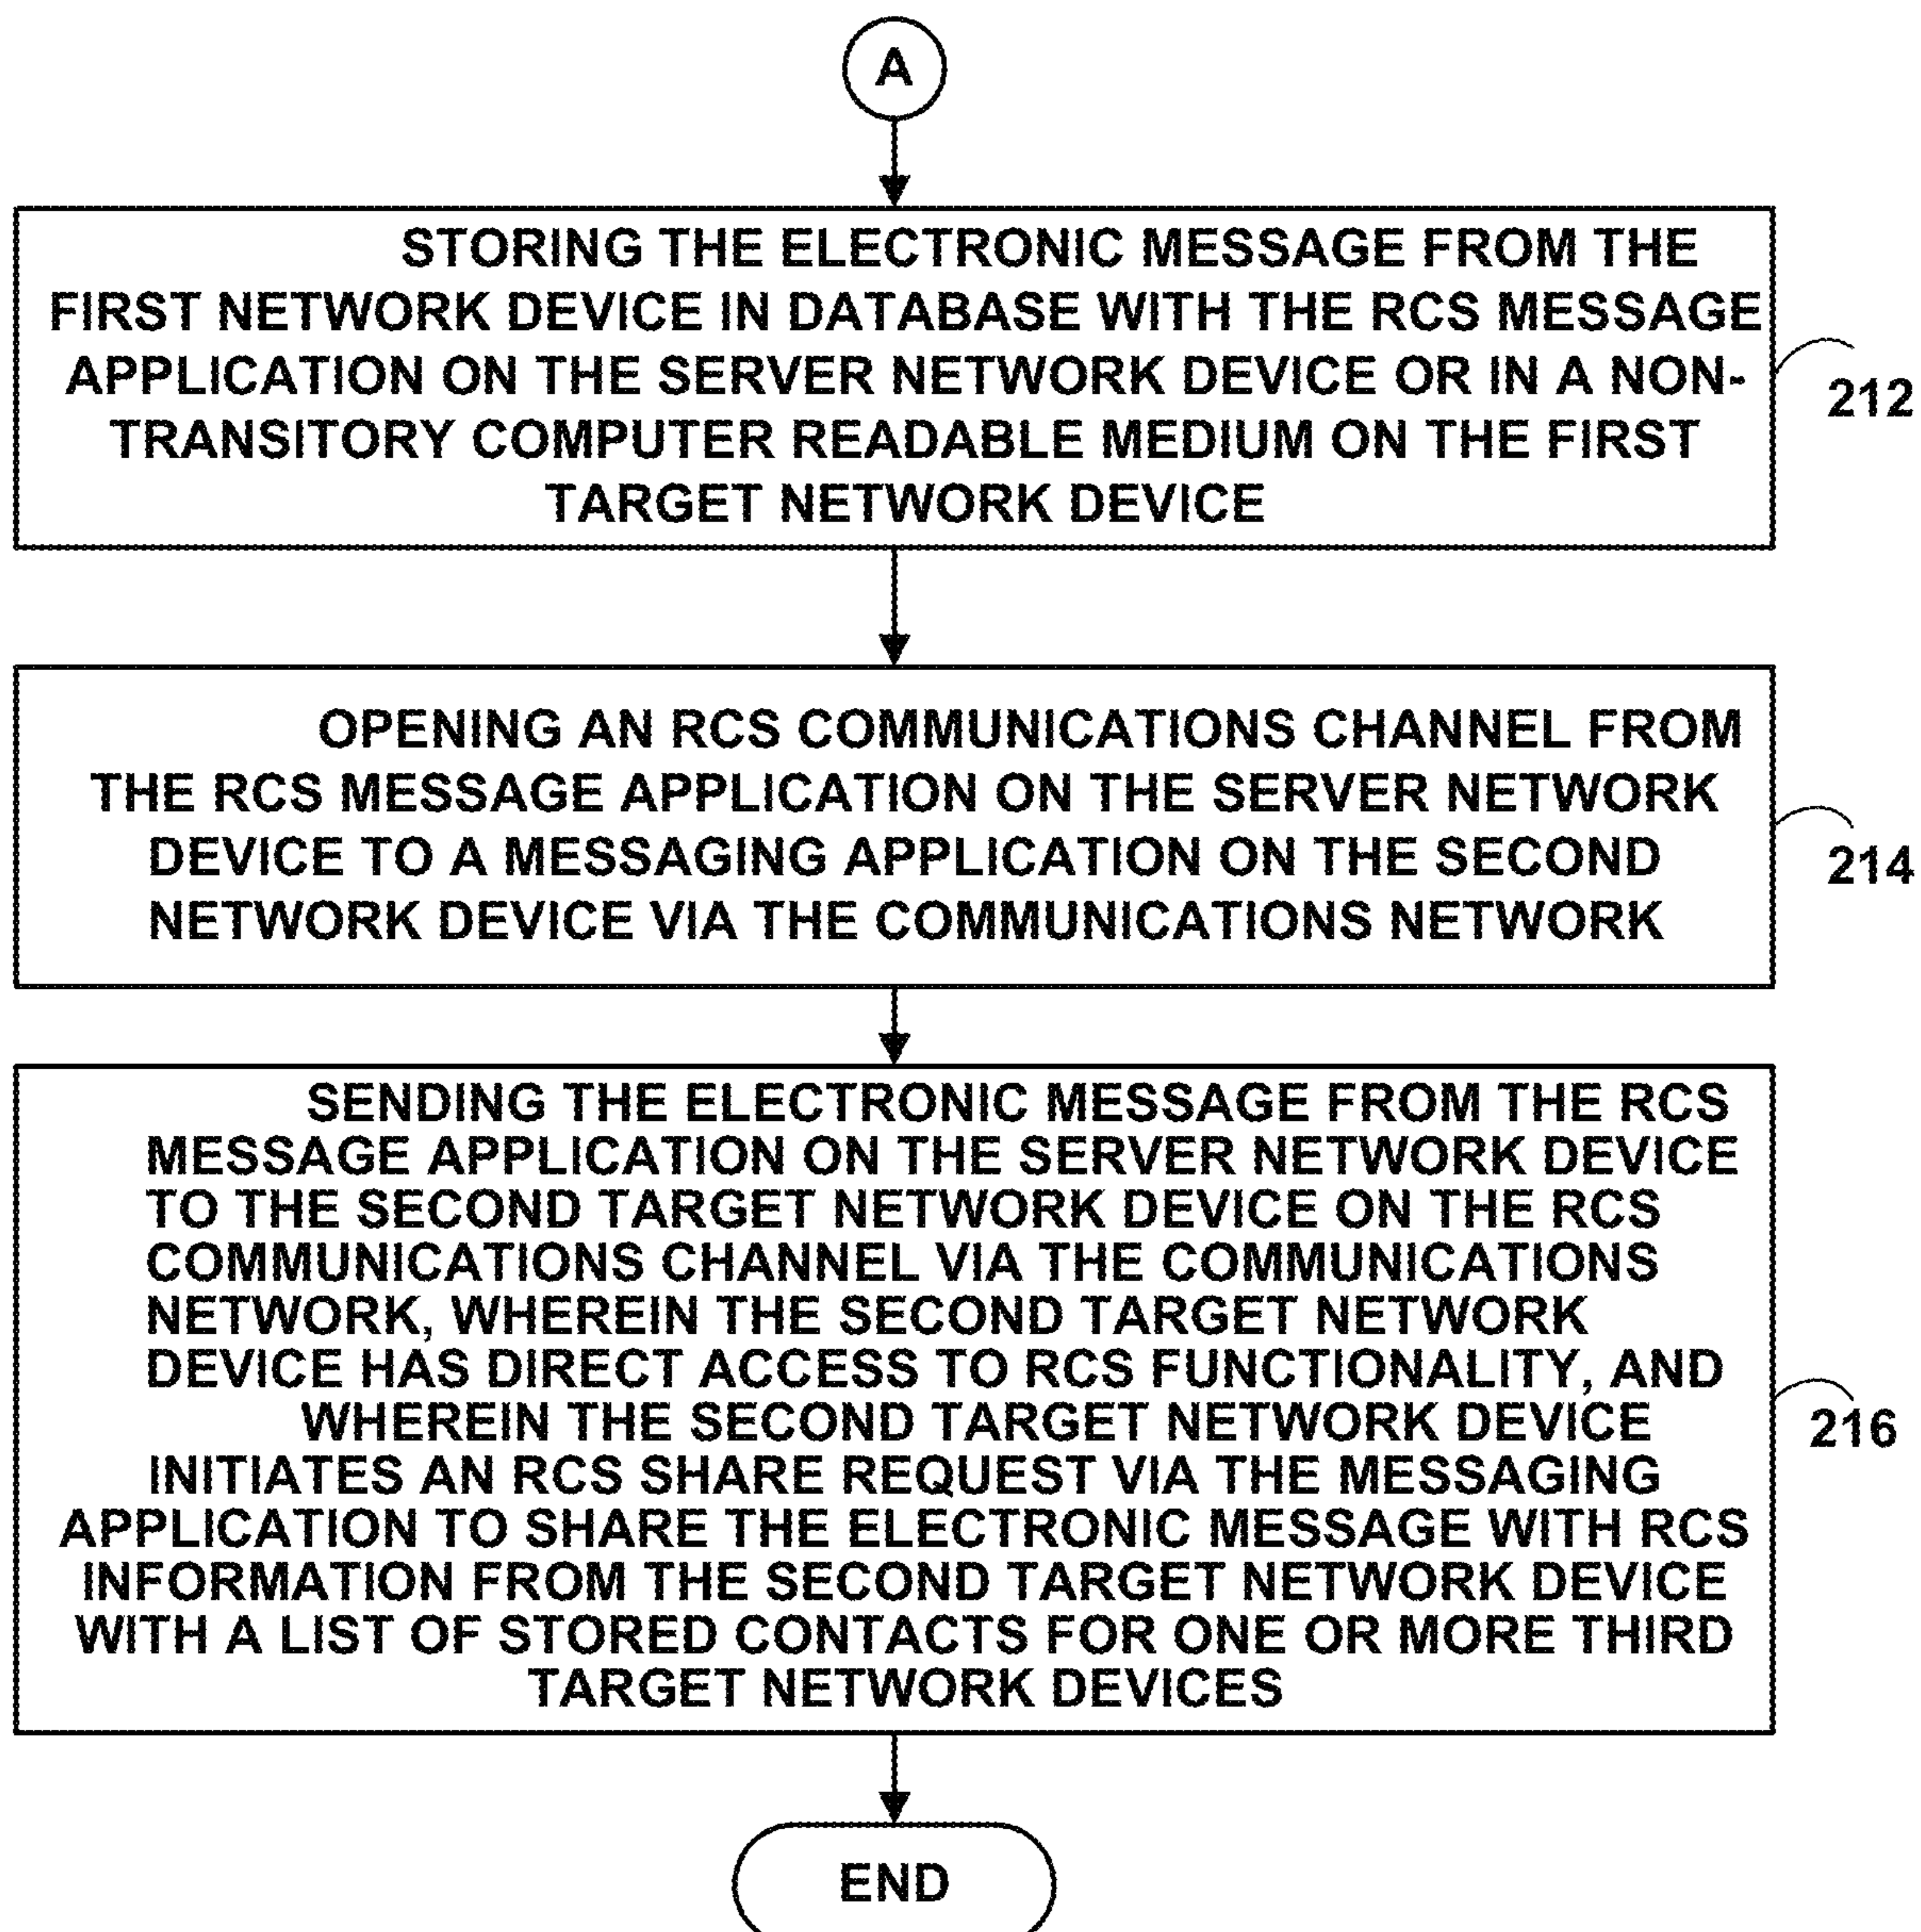 A
STORING THE ELECTRONIC MESSAGE FROM THE
FIRST NETWORK DEVICE IN DATABASE WITH THE RCS MESSAGE
APPLICATION ON THE SERVER NETWORK DEVICE OR IN A NON-
TRANSITORY COMPUTER READABLE MEDIUM ON THE FIRST
TARGET NETWORK DEVICE
212
OPENING AN RCS COMMUNICATIONS CHANNEL FROM
THE RCS MESSAGE APPLICATION ON THE SERVER NETWORK
DEVICE TO A MESSAGING APPLICATION ON THE SECOND
NETWORK DEVICE VIA THE COMMUNICATIONS NETWORK
214
SENDING THE ELECTRONIC MESSAGE FROM THE RCS
MESSAGE APPLICATION ON THE SERVER NETWORK DEVICE
TO THE SECOND TARGET NETWORK DEVICE ON THE RCS
COMMUNICATIONS CHANNEL VIA THE COMMUNICATIONS
NETWORK, WHEREIN THE SECOND TARGET NETWORK
DEVICE HAS DIRECT ACCESS TO RCS FUNCTIONALITY, AND
WHEREIN THE SECOND TARGET NETWORK DEVICE
INITIATES AN RCS SHARE REQUEST VIA THE MESSAGING
APPLICATION TO SHARE THE ELECTRONIC MESSAGE WITH RCS
INFORMATION FROM THE SECOND TARGET NETWORK DEVICE
WITH A LIST OF STORED CONTACTS FOR ONE OR MORE THIRD
TARGET NETWORK DEVICES
216
END